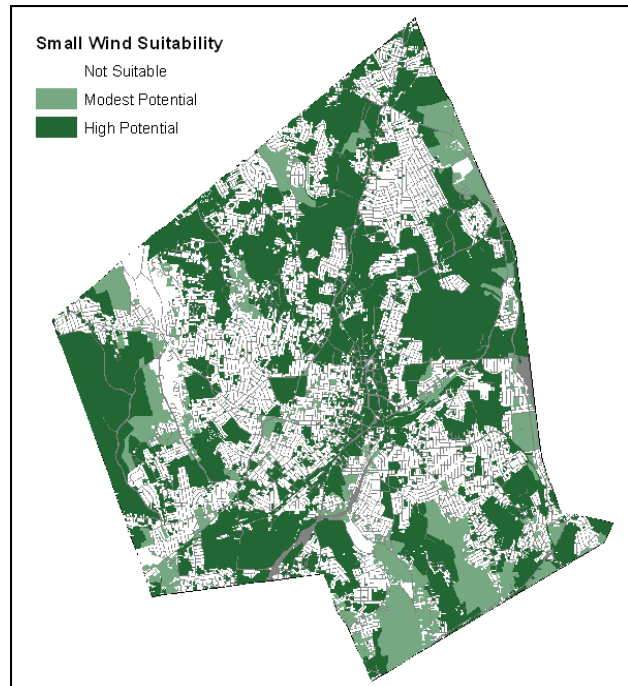 Small Wind Suitability
Not Suitable
Modest Potential
High Potential